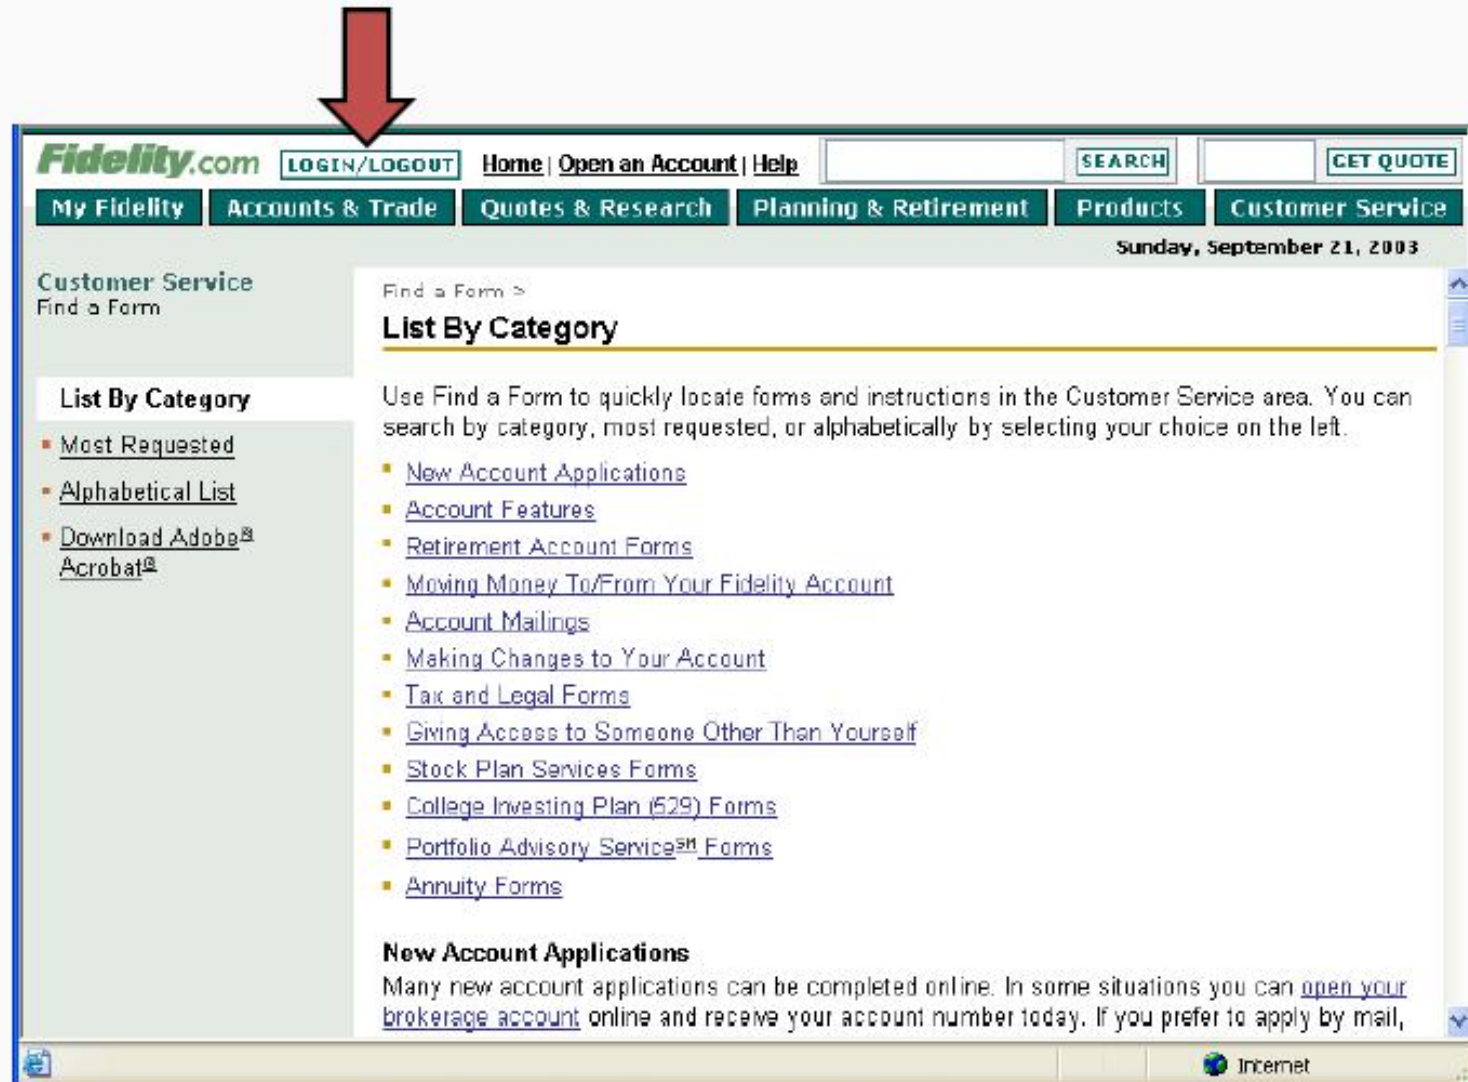 Fidelity.com LOGIN/LOGOUT Home | Open an Account | Help SEARCH GET QUOTE
My Fidelity Accounts & Trade Quotes & Research Planning & Retirement Products Customer Service
Sunday, September 21, 2003
Customer Service
Find a Form
List By Category
Most Requested
Alphabetical List
Download Adobe®
Acrobat®
Find a Form >
List By Category
Use Find a Form to quickly locate forms and instructions in the Customer Service area. You can
search by category, most requested, or alphabetically by selecting your choice on the left.
New Account Applications
Account Features
Retirement Account Forms
Moving Money To/From Your Fidelity Account
Account Mailings
Making Changes to Your Account
Tax and Legal Forms
Giving Access to Someone Other Than Yourself
Stock Plan Services Forms
College Investing Plan (529) Forms
Portfolio Advisory Service℠ Forms
Annuity Forms
New Account Applications
Many new account applications can be completed online. In some situations you can open your
brokerage account online and receive your account number today. If you prefer to apply by mail,
Internet